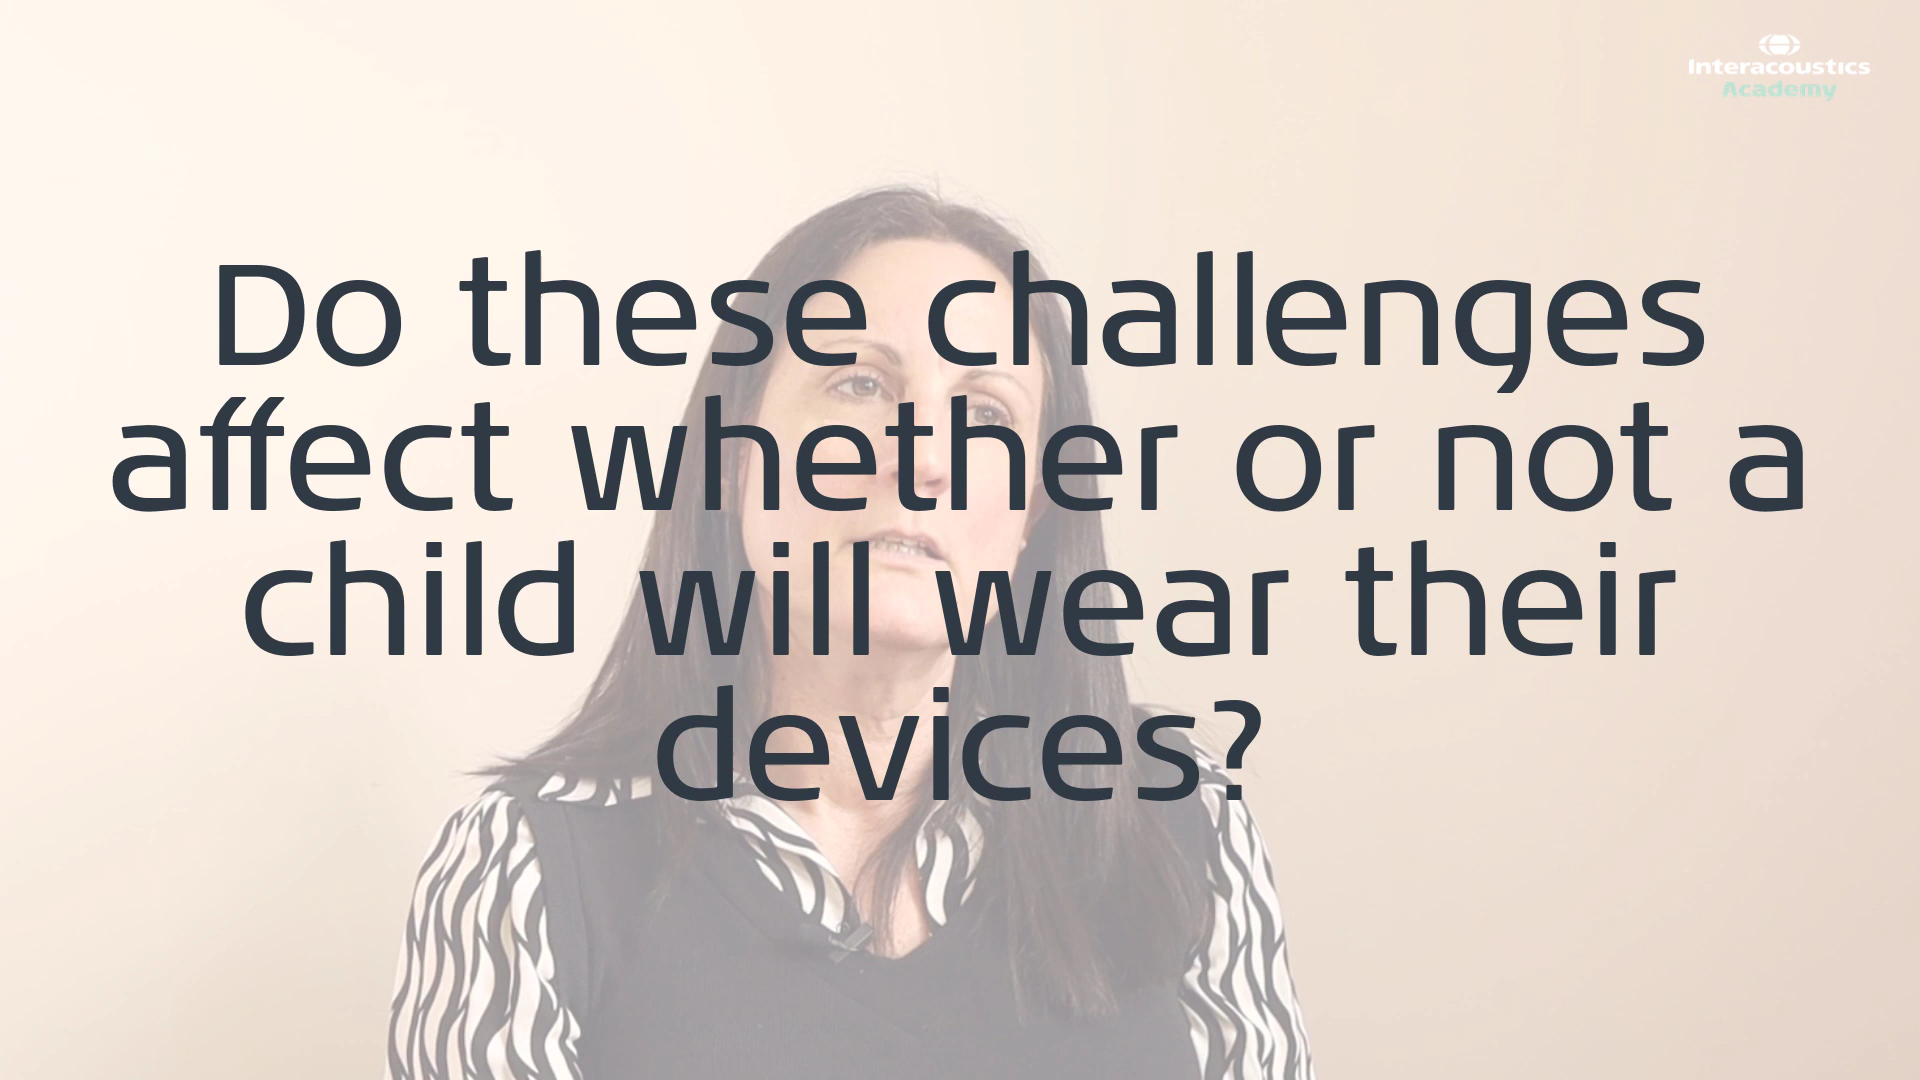 Interacoustics
Academy
Do these challenges
affect whether or not a
child will wear their
devices?